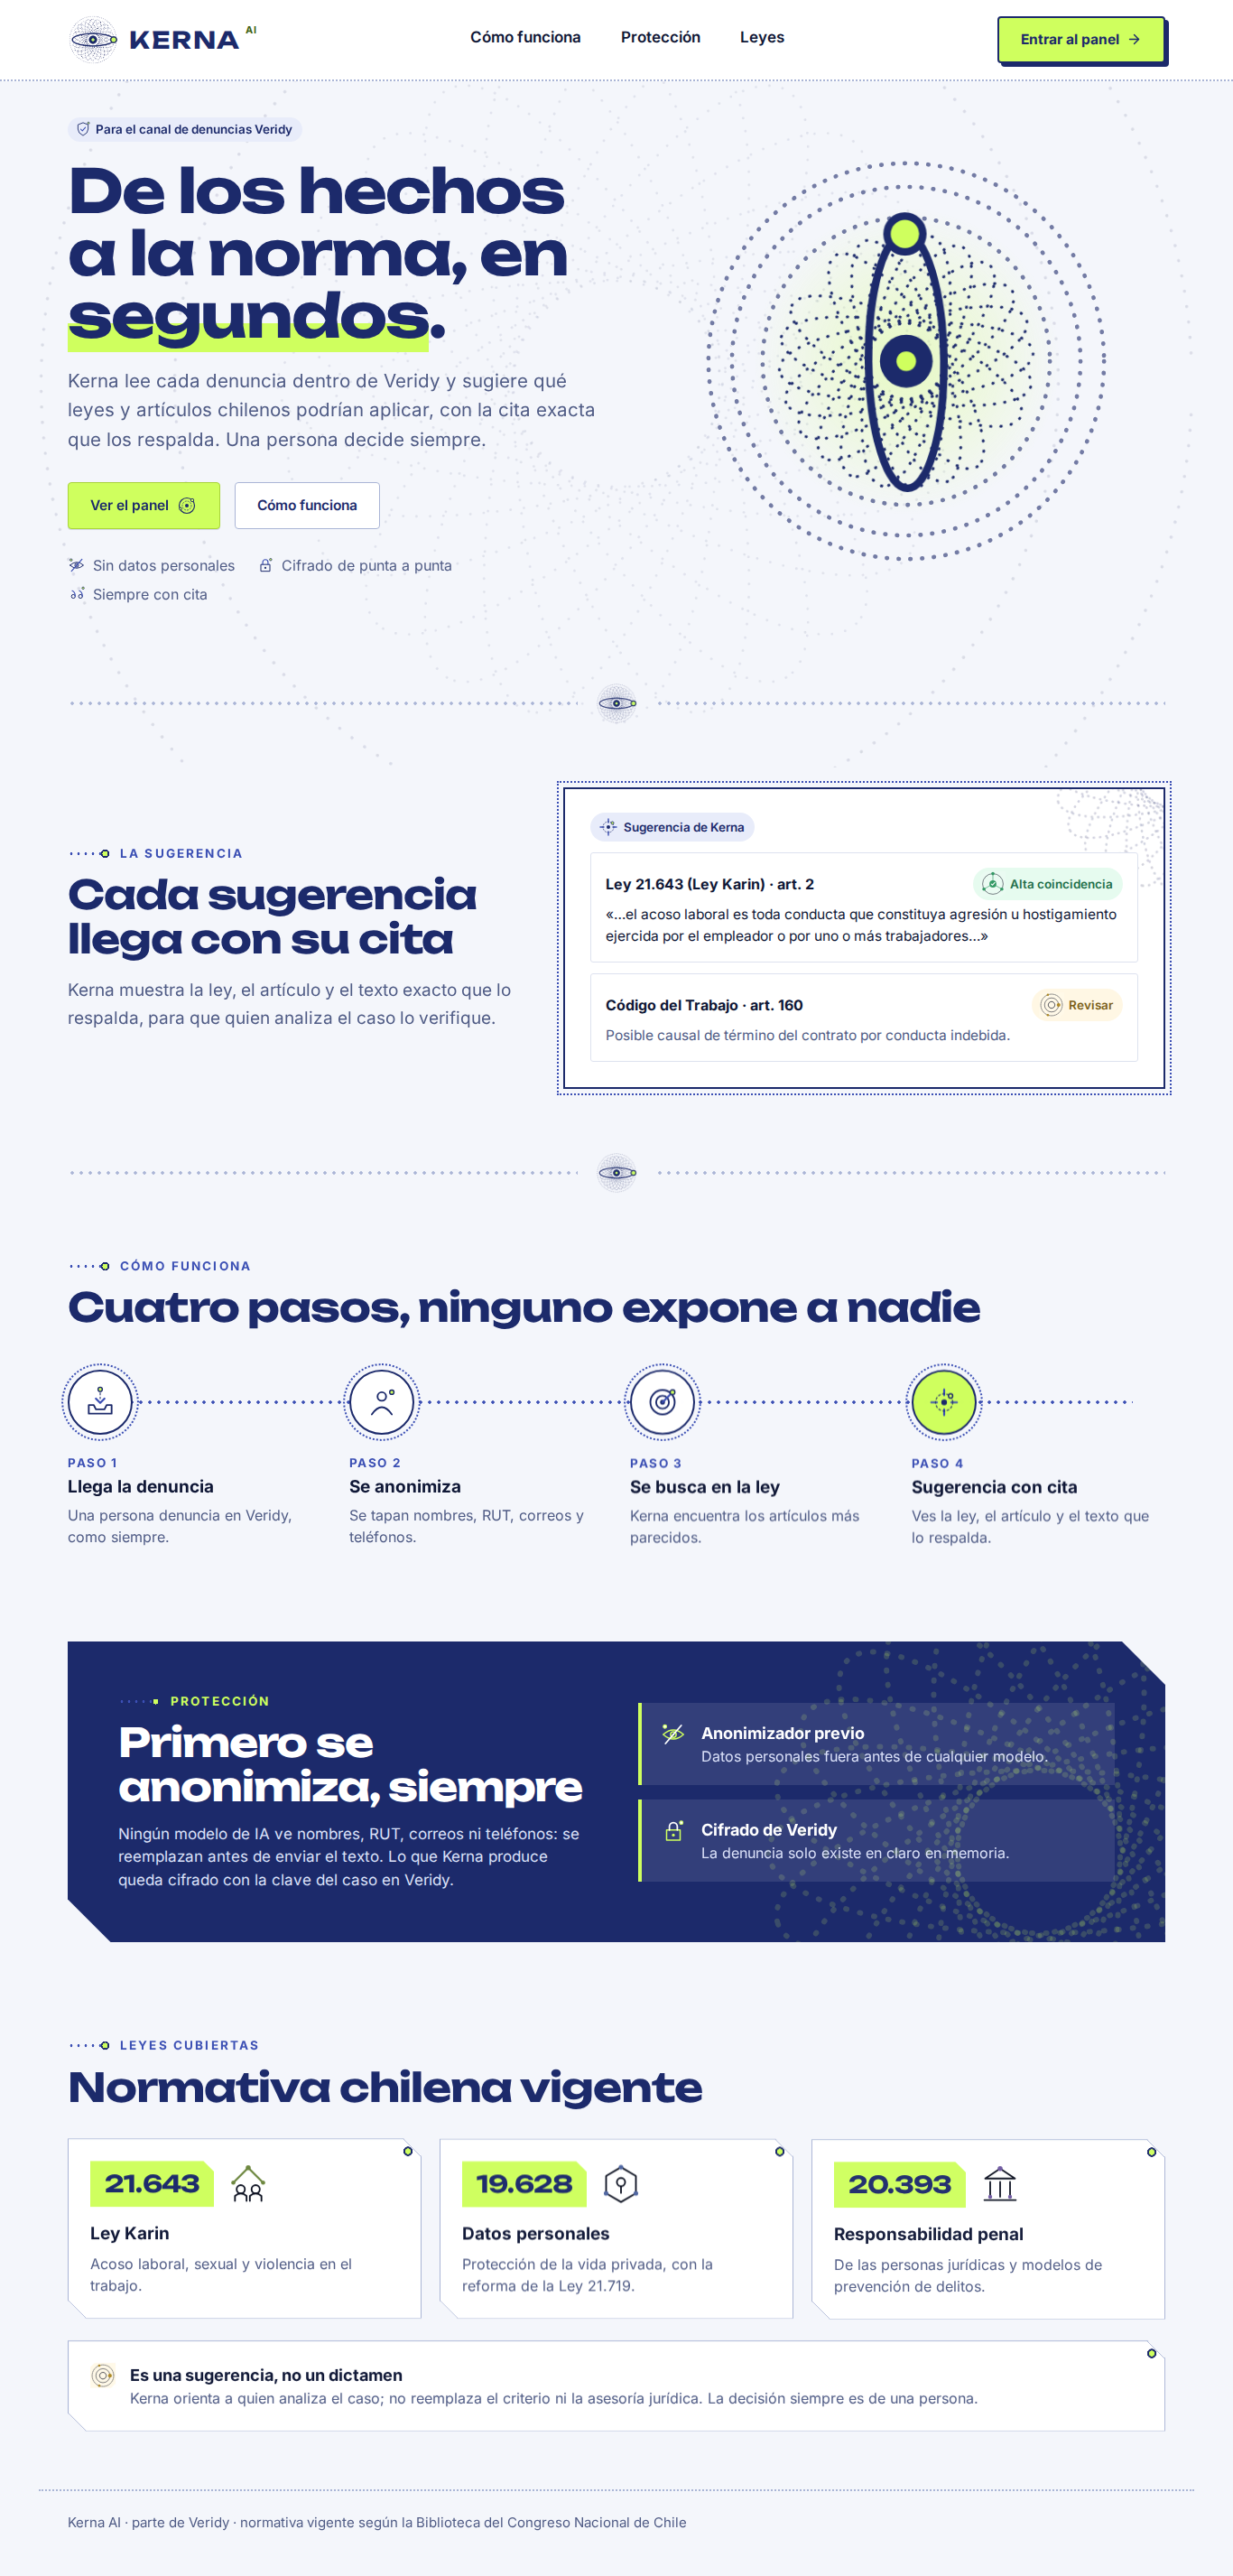 KERNA AI
Cómo funciona
Protección
Leyes
Entrar al panel →
Para el canal de denuncias Veridy
De los hechos
a la norma, en
segundos.
Kerna lee cada denuncia dentro de Veridy y sugiere qué
leyes y artículos chilenos podrían aplicar, con la cita exacta
que los respalda. Una persona decide siempre.
Ver el panel
Cómo funciona
Sin datos personales
Cifrado de punta a punta
Siempre con cita
LA SUGERENCIA
Cada sugerencia
llega con su cita
Kerna muestra la ley, el artículo y el texto exacto que lo
respalda, para que quien analiza el caso lo verifique.
Sugerencia de Kerna
Ley 21.643 (Ley Karin) · art. 2
Alta coincidencia
«…el acoso laboral es toda conducta que constituya agresión u hostigamiento
ejercida por el empleador o por uno o más trabajadores…»
Código del Trabajo · art. 160
Revisar
Posible causal de término del contrato por conducta indebida.
CÓMO FUNCIONA
Cuatro pasos, ninguno expone a nadie
PASO 1
Llega la denuncia
Una persona denuncia en Veridy,
como siempre.
PASO 2
Se anonimiza
Se tapan nombres, RUT, correos y
teléfonos.
PASO 3
Se busca en la ley
Kerna encuentra los artículos más
parecidos.
PASO 4
Sugerencia con cita
Ves la ley, el artículo y el texto que
lo respalda.
PROTECCIÓN
Primero se
anonimiza, siempre
Ningún modelo de IA ve nombres, RUT, correos ni teléfonos: se
reemplazan antes de enviar el texto. Lo que Kerna produce
queda cifrado con la clave del caso en Veridy.
Anonimizador previo
Datos personales fuera antes de cualquier modelo.
Cifrado de Veridy
La denuncia solo existe en claro en memoria.
LEYES CUBIERTAS
Normativa chilena vigente
21.643
Ley Karin
Acoso laboral, sexual y violencia en el
trabajo.
19.628
Datos personales
Protección de la vida privada, con la
reforma de la Ley 21.719.
20.393
Responsabilidad penal
De las personas jurídicas y modelos de
prevención de delitos.
Es una sugerencia, no un dictamen
Kerna orienta a quien analiza el caso; no reemplaza el criterio ni la asesoría jurídica. La decisión siempre es de una persona.
Kerna AI · parte de Veridy · normativa vigente según la Biblioteca del Congreso Nacional de Chile